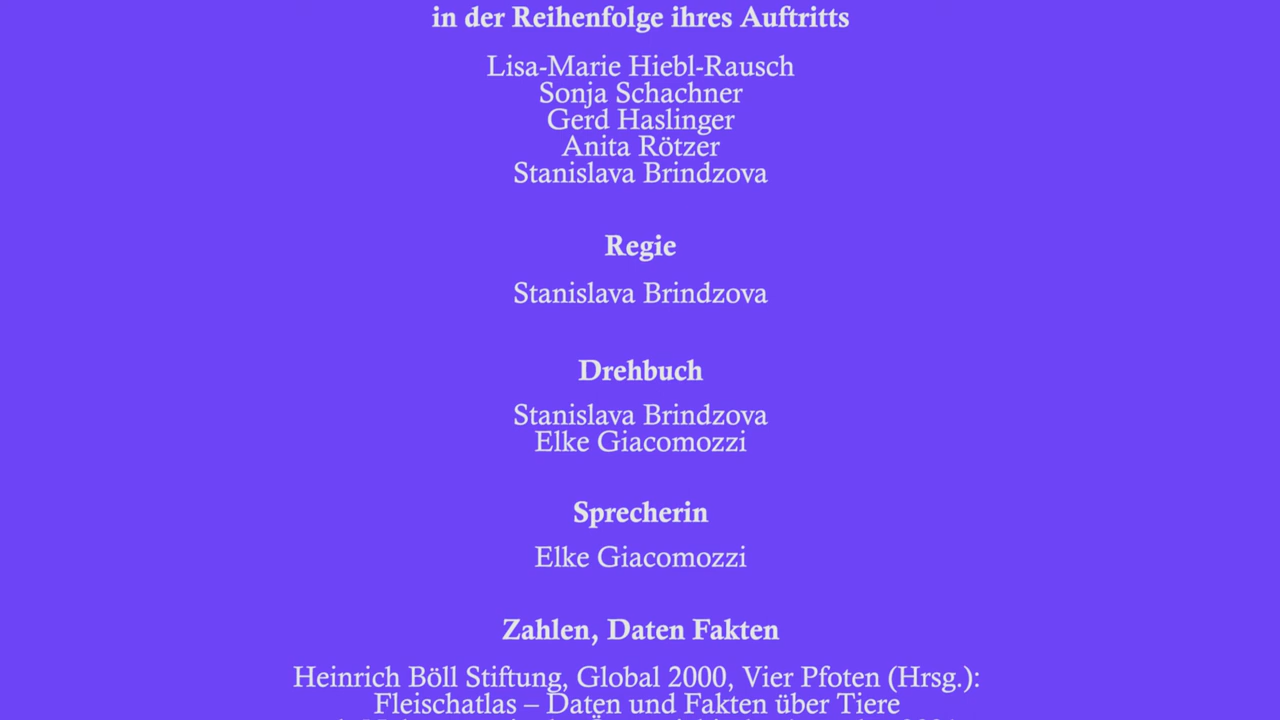 in der Reihenfolge ihres Auftritts
Lisa-Marie Hiebl-Rausch
Sonja Schachner
Gerd Haslinger
Anita Rötzer
Stanislava Brindzova
Regie
Stanislava Brindzova
Drehbuch
Stanislava Brindzova
Elke Giacomozzi
Sprecherin
Elke Giacomozzi
Zahlen, Daten Fakten
Heinrich Böll Stiftung, Global 2000, Vier Pfoten (Hrsg.):
Fleischatlas – Daten und Fakten über Tiere